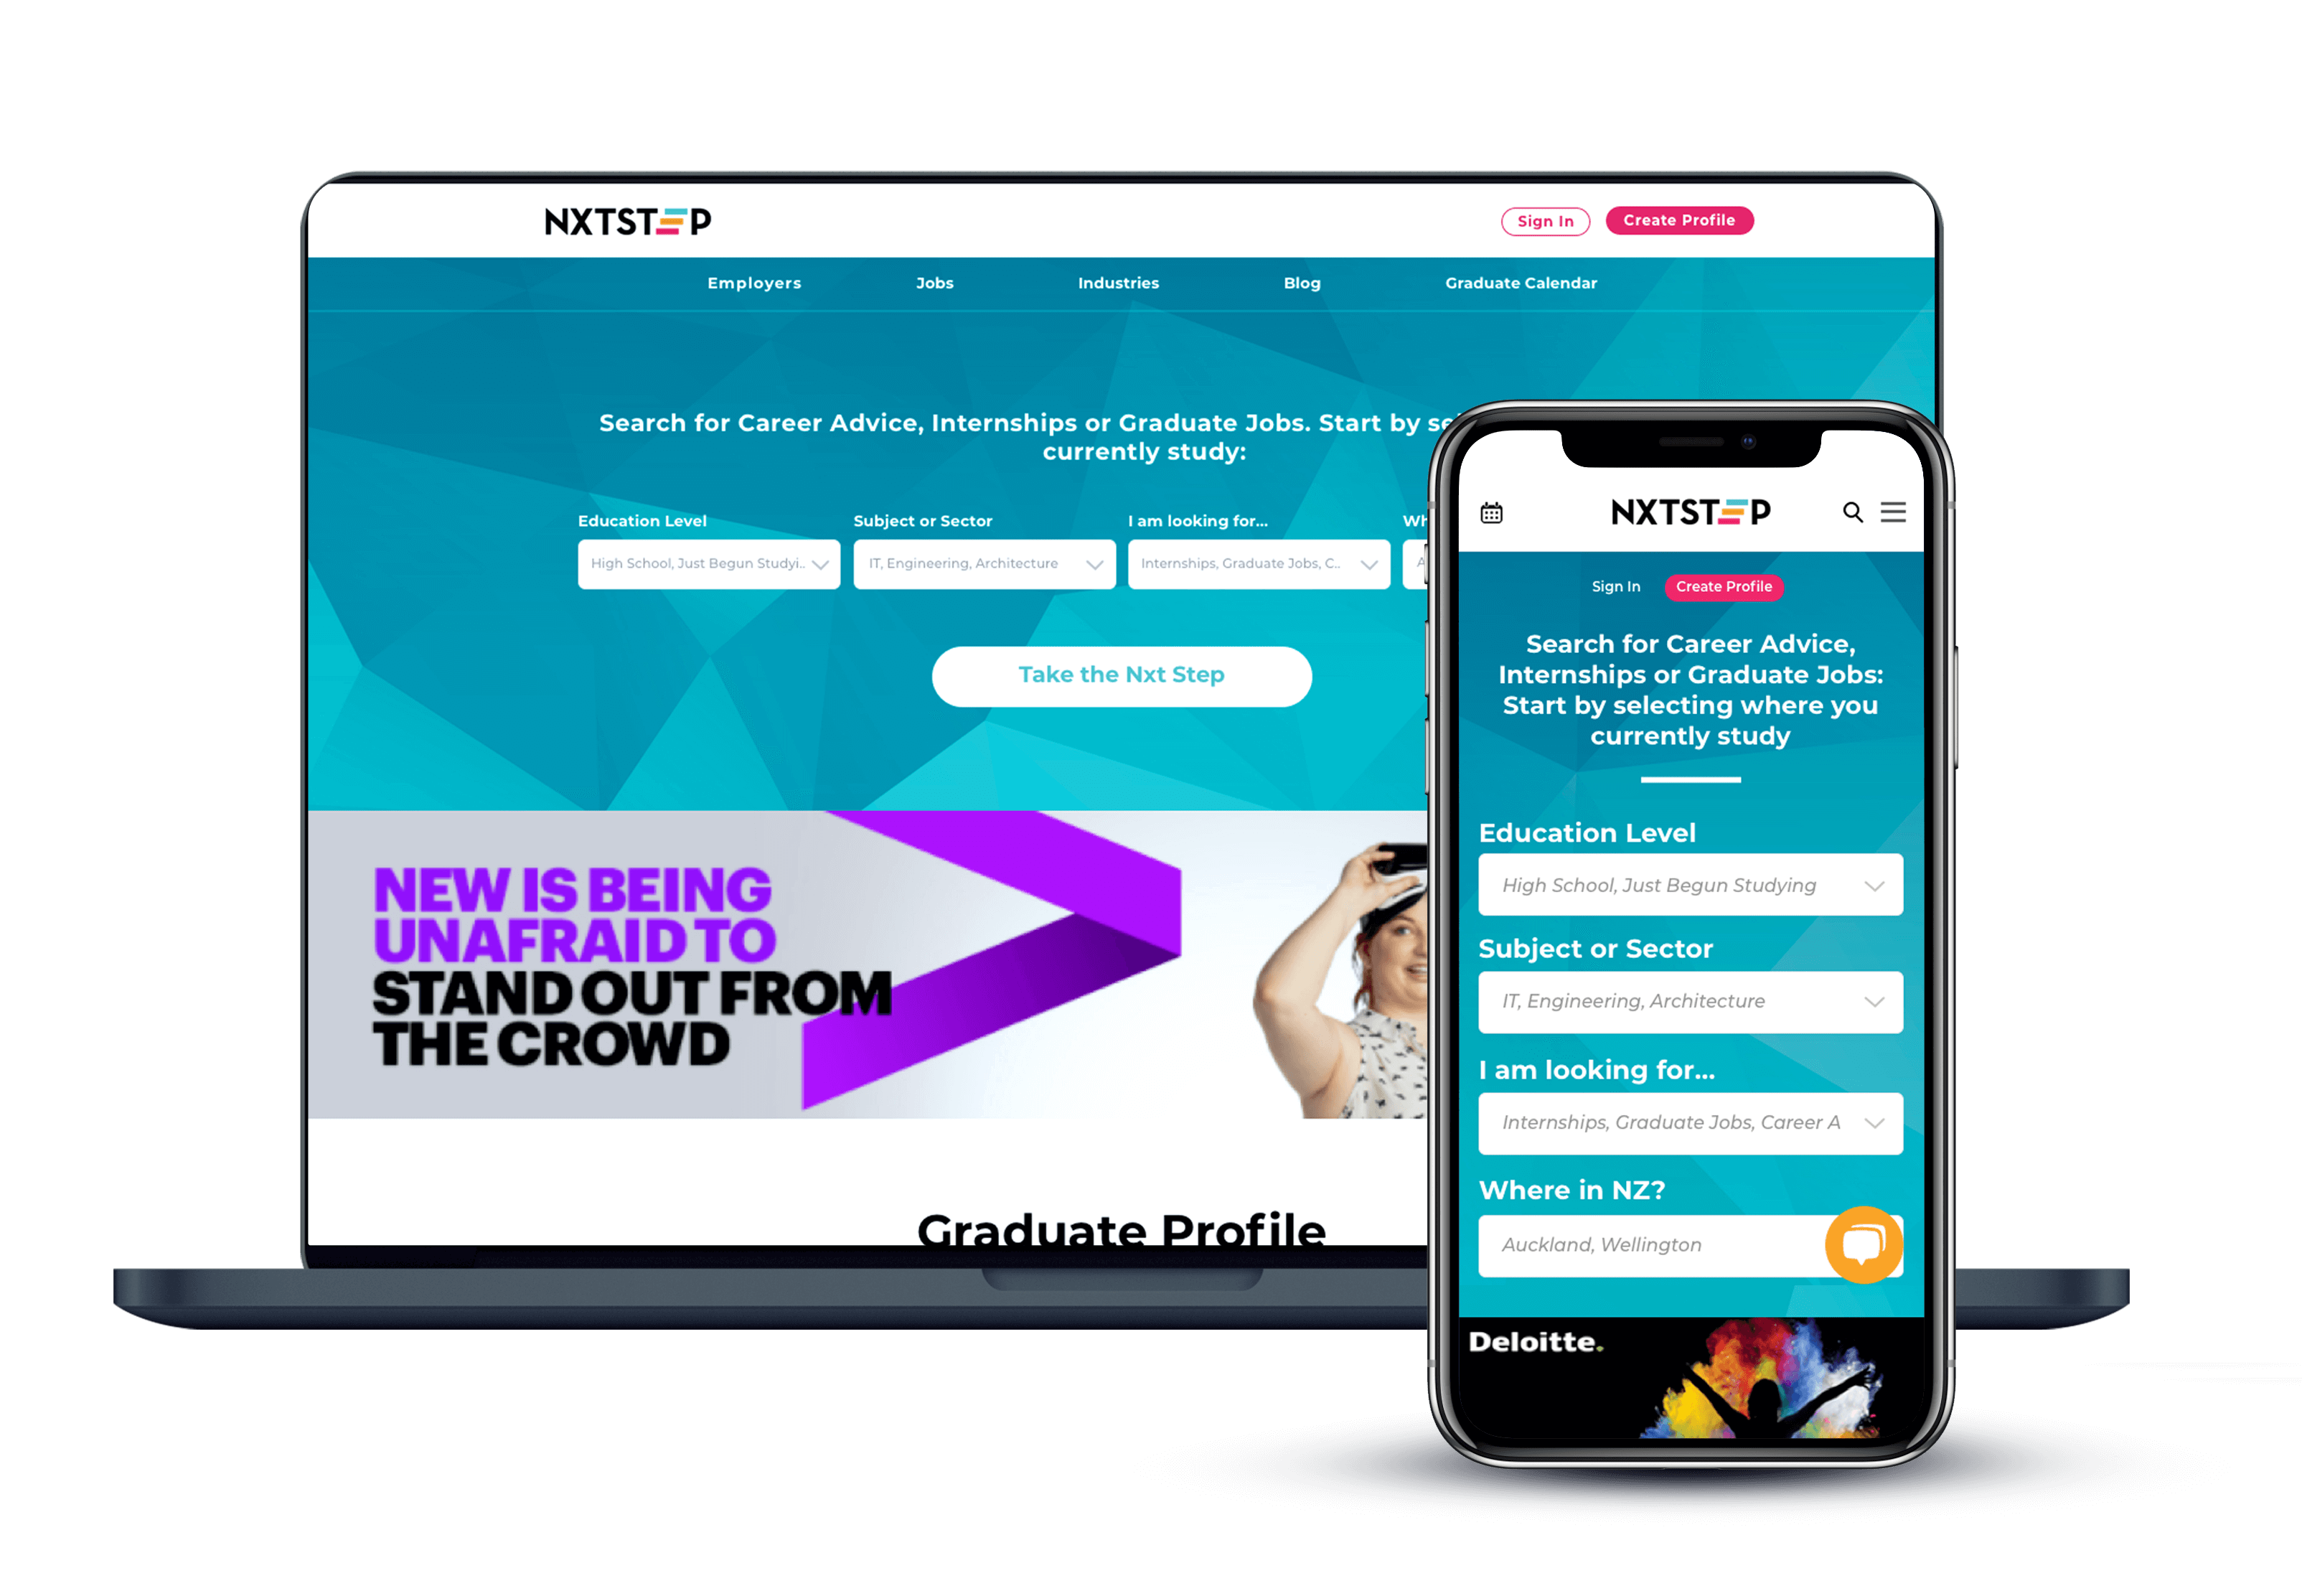 NXTSTEP
Sign In
Create Profile
Employers
Jobs
Industries
Blog
Graduate Calendar
Search for Career Advice, Internships or Graduate Jobs. Start by
currently study:
Education Level
Subject or Sector
I am looking for...
High School, Just Begun Studyi..
IT, Engineering, Architecture
Internships, Graduate Jobs, C..
Take the Nxt Step
NEW IS BEING
UNAFRAID TO
STAND OUT FROM
THE CROWD
Graduate Profile
NXTSTEP
Sign In
Create Profile
Search for Career Advice,
Internships or Graduate Jobs:
Start by selecting where you
currently study
Education Level
High School, Just Begun Studying
Subject or Sector
IT, Engineering, Architecture
I am looking for...
Internships, Graduate Jobs, Career A
Where in NZ?
Auckland, Wellington
Deloitte.